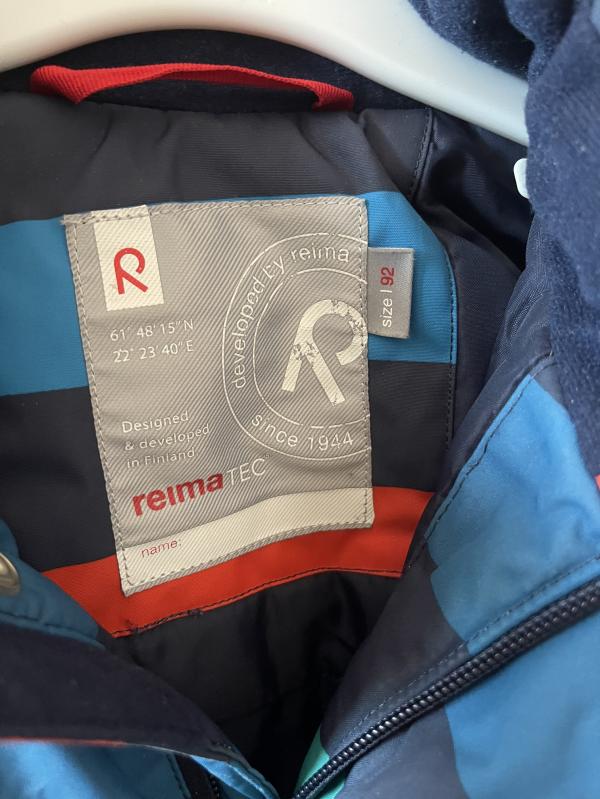 developed by reima
since 1944
size | 92
61° 48' 15" N
22° 23' 40" E
Designed
& developed
in Finland
reimaTEC®
name: